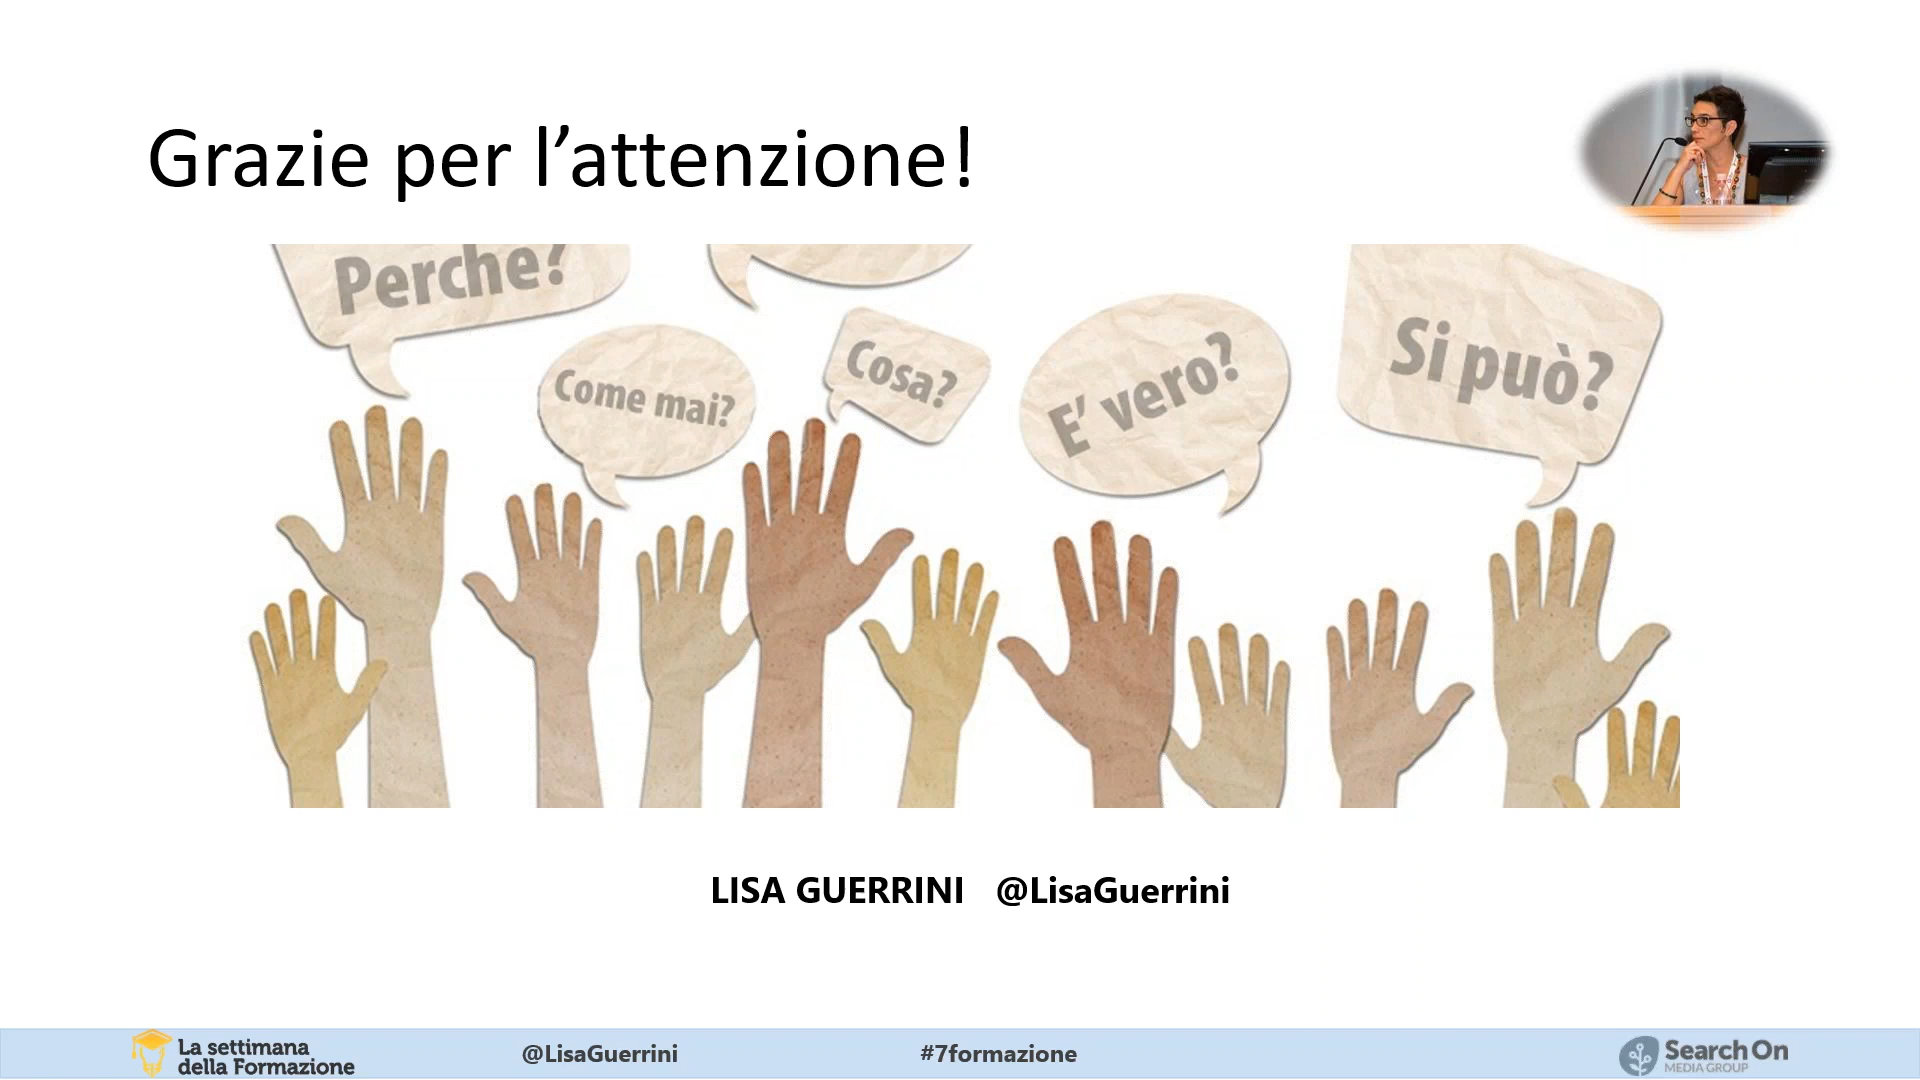 Grazie per l’attenzione!
Perche?
Come mai?
Cosa?
E’ vero?
Si può?
LISA GUERRINI @LisaGuerrini
La settimana
della Formazione
@LisaGuerrini
#7formazione
Search On
MEDIA GROUP